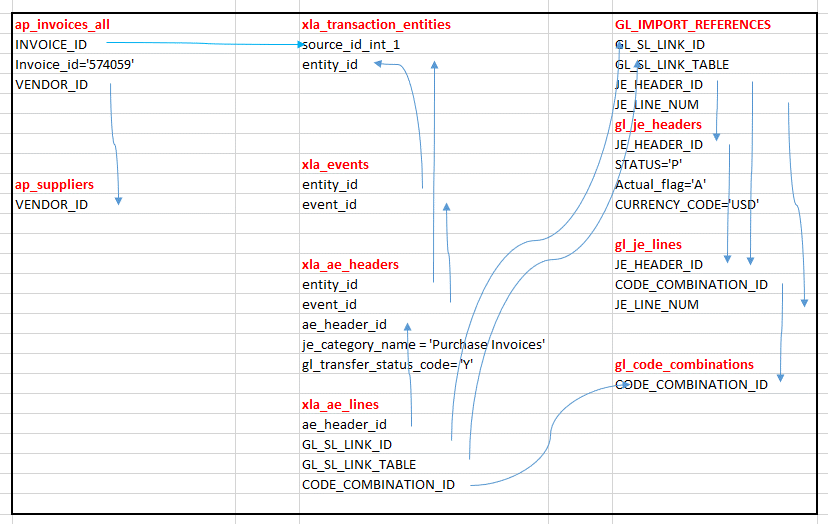 ap_invoices_all
INVOICE_ID
Invoice_id='574059'
VENDOR_ID
ap_suppliers
VENDOR_ID
xla_transaction_entities
source_id_int_1
entity_id
xla_events
entity_id
event_id
xla_ae_headers
entity_id
event_id
ae_header_id
je_category_name = 'Purchase Invoices'
gl_transfer_status_code= 'Y'
xla_ae_lines
ae_header_id
GL_SL_LINK_ID
GL_SL_LINK_TABLE
CODE_COMBINATION_ID
GL_IMPORT_REFERENCES
GL_SL_LINK_ID
GL_SL_LINK_TABLE
JE_HEADER_ID
JE_LINE_NUM
gl_je_headers
JE_HEADER_ID
STATUS='P'
Actual_flag='A'
CURRENCY_CODE='USD'
gl_je_lines
JE_HEADER_ID
CODE_COMBINATION_ID
JE_LINE_NUM
gl_code_combinations
CODE_COMBINATION_ID